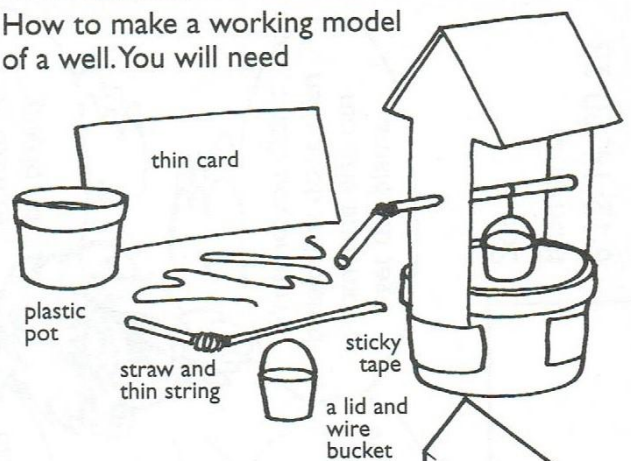 How to make a working model
of a well. You will need
thin card
plastic
pot
straw and
thin string
sticky
tape
a lid and
wire
bucket